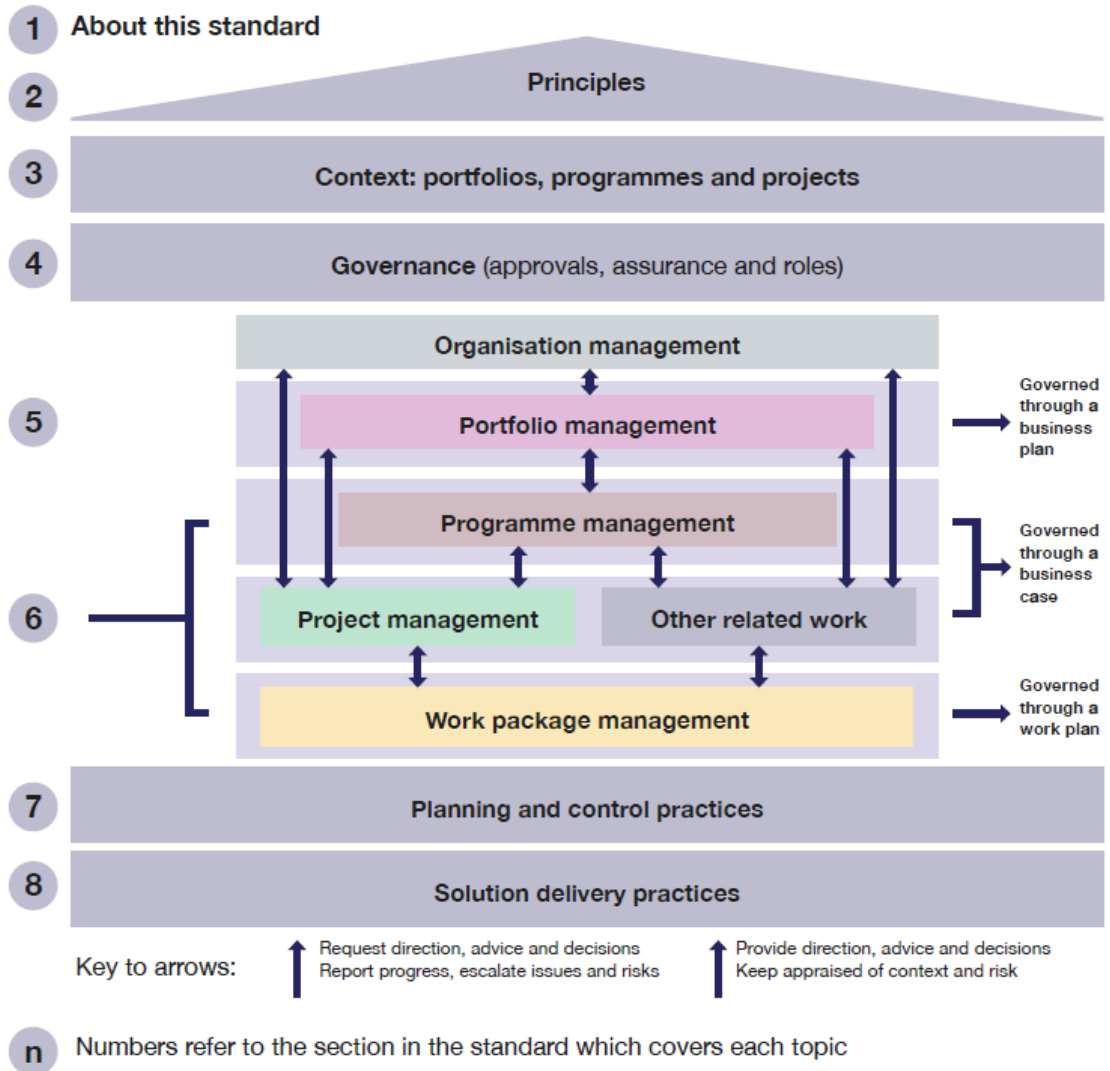 1 About this standard
2 Principles
3 Context: portfolios, programmes and projects
4 Governance (approvals, assurance and roles)
Organisation management
5 Portfolio management
Governed
through a
business
plan
Programme management
Governed
through a
business
case
6 Project management Other related work
Work package management
Governed
through a
work plan
7 Planning and control practices
8 Solution delivery practices
Key to arrows:
Request direction, advice and decisions
Report progress, escalate issues and risks
Provide direction, advice and decisions
Keep appraised of context and risk
n Numbers refer to the section in the standard which covers each topic